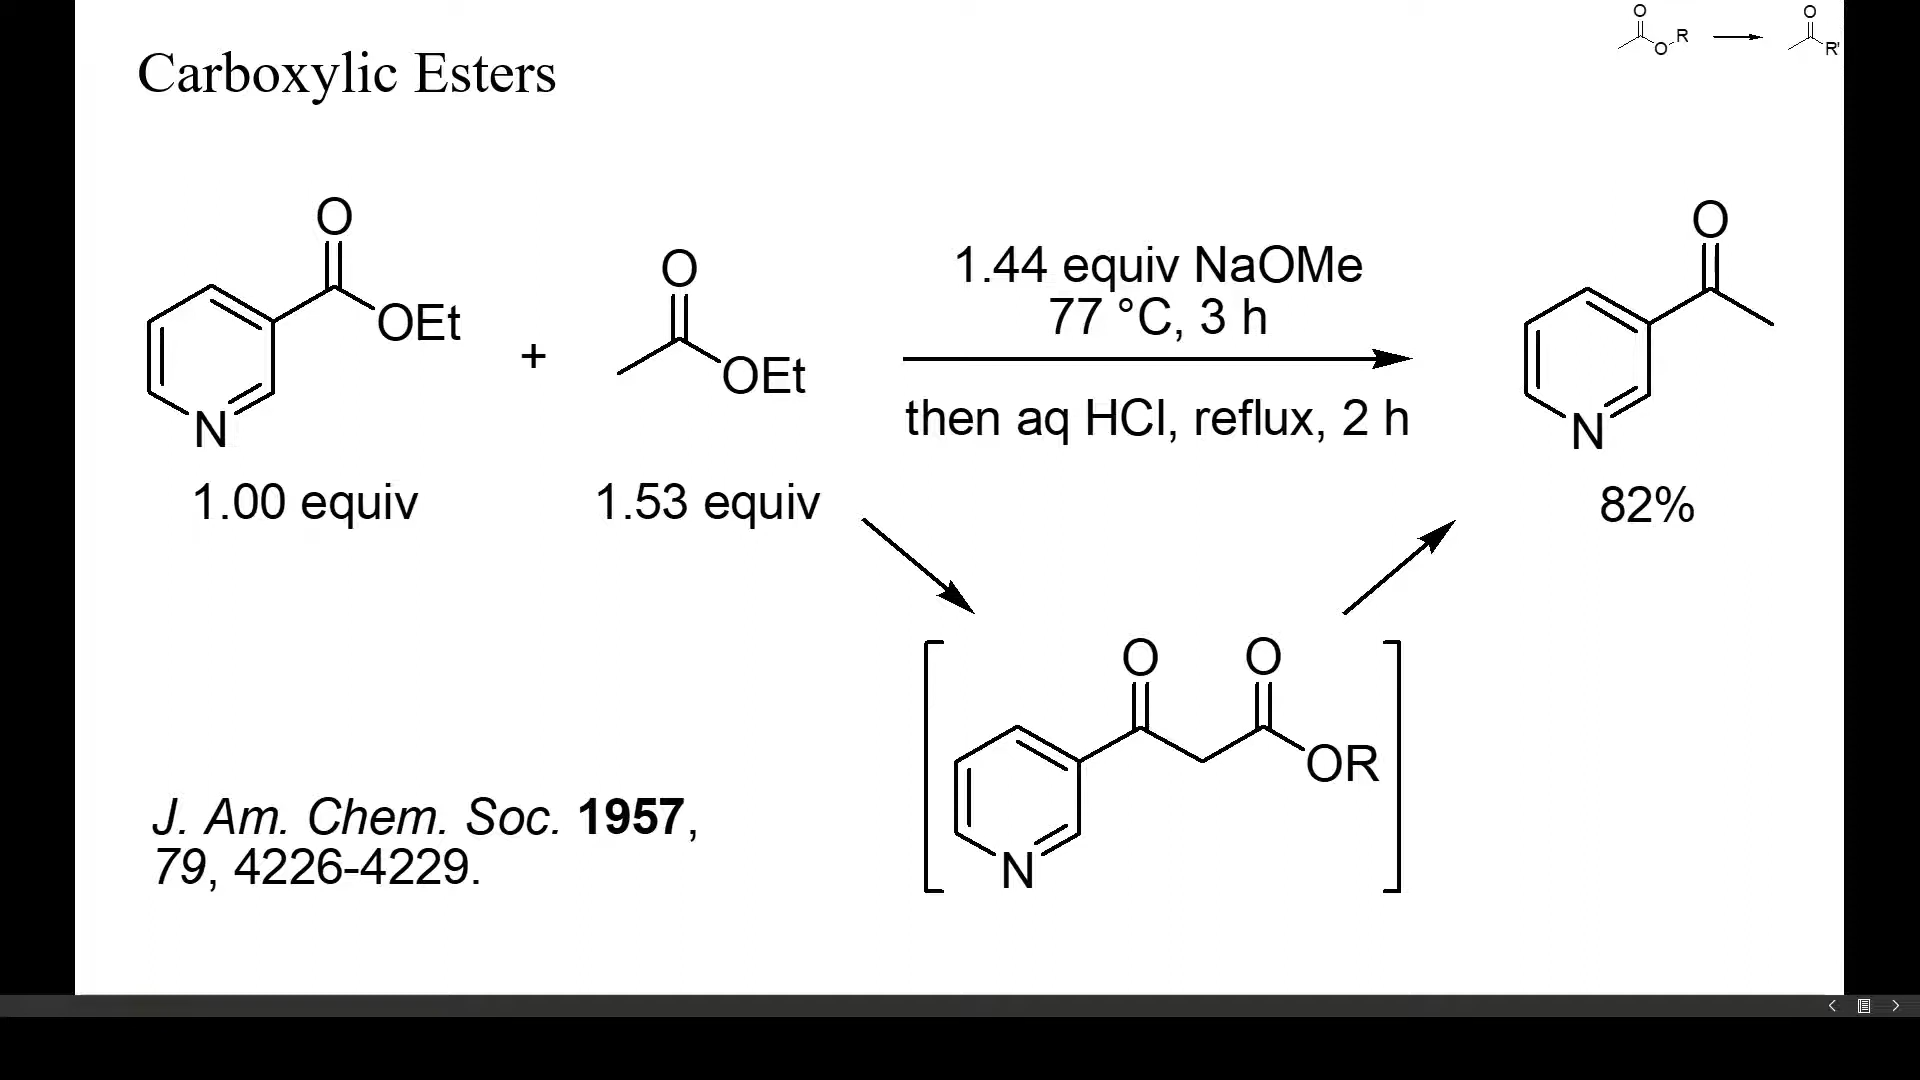 Carboxylic Esters
O
O
R
O
R'
O
OEt
N
1.00 equiv
+
O
OEt
1.53 equiv
1.44 equiv NaOMe
77 °C, 3 h
then aq HCl, reflux, 2 h
O
N
82%
O
O
OR
N
J. Am. Chem. Soc. 1957,
79, 4226-4229.